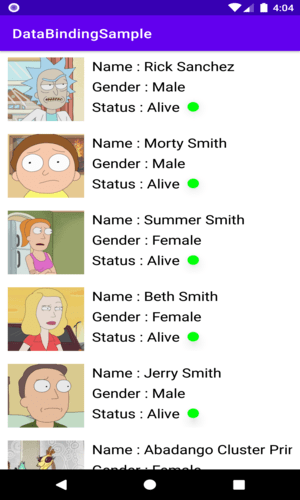 4:04
DataBindingSample
Name : Rick Sanchez
Gender : Male
Status : Alive
Name : Morty Smith
Gender : Male
Status : Alive
Name : Summer Smith
Gender : Female
Status : Alive
Name : Beth Smith
Gender : Female
Status : Alive
Name : Jerry Smith
Gender : Male
Status : Alive
Name : Abadango Cluster Prin
Gender : Female